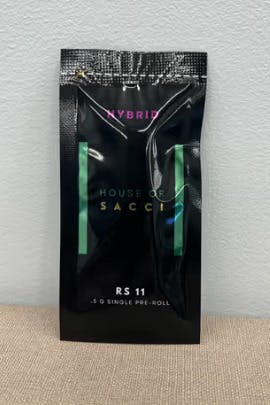 HYBRID
HOUSE OF
SACCI
RS 11
.5 G SINGLE PRE-ROLL